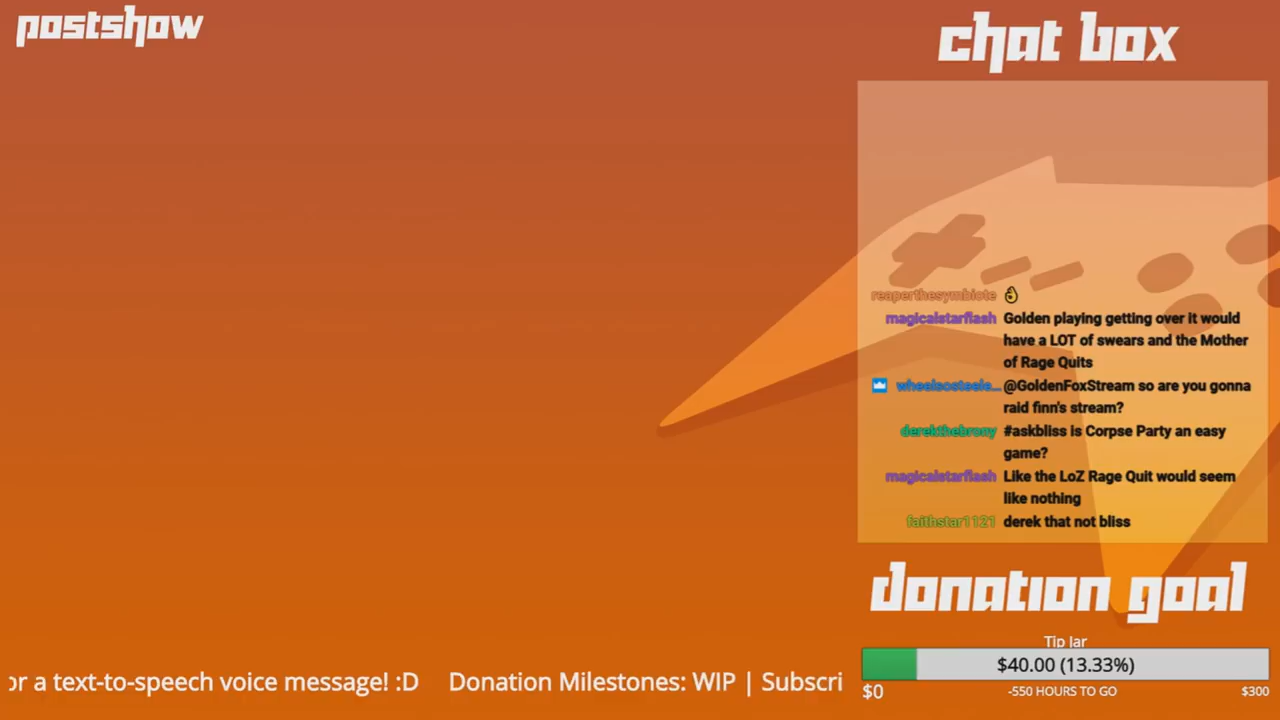 postshow
chat box
reaperthesymbiote 👌
magicalstarflash Golden playing getting over it would
have a LOT of swears and the Mother
of Rage Quits
wheelsosteele... @GoldenFoxStream so are you gonna
raid finn's stream?
derekthebrony #askbliss is Corpse Party an easy
game?
magicalstarflash Like the LoZ Rage Quit would seem
like nothing
faithstar1121 derek that not bliss
donation goal
Tip Jar
$40.00 (13.33%)
$0 -550 HOURS TO GO $300
or a text-to-speech voice message! :D Donation Milestones: WIP | Subscri